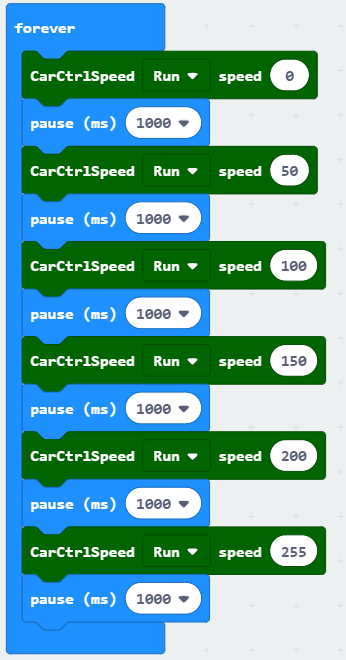 forever
CarCtrlSpeed Run speed 0
pause (ms) 1000
CarCtrlSpeed Run speed 50
pause (ms) 1000
CarCtrlSpeed Run speed 100
pause (ms) 1000
CarCtrlSpeed Run speed 150
pause (ms) 1000
CarCtrlSpeed Run speed 200
pause (ms) 1000
CarCtrlSpeed Run speed 255
pause (ms) 1000